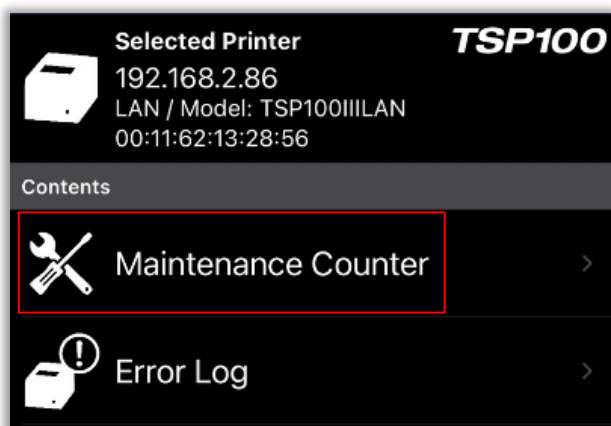 Selected Printer
TSP100
192.168.2.86
LAN / Model: TSP100IIILAN
00:11:62:13:28:56
Contents
Maintenance Counter
Error Log